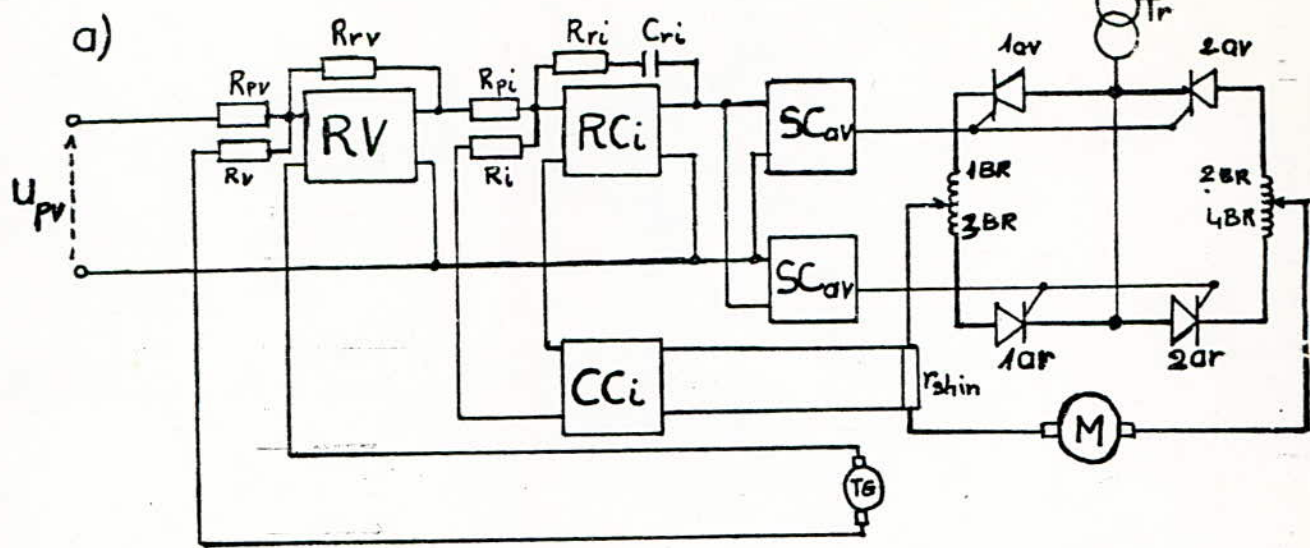 a)
Tr
Rrv
Rri
Cri
1av
2av
Rpv
Rpi
RV
RCi
SCav
Rv
Ri
Upv
1BR
3BR
2BR
4BR
SCav
1ar
2ar
CCi
rshin
M
TG